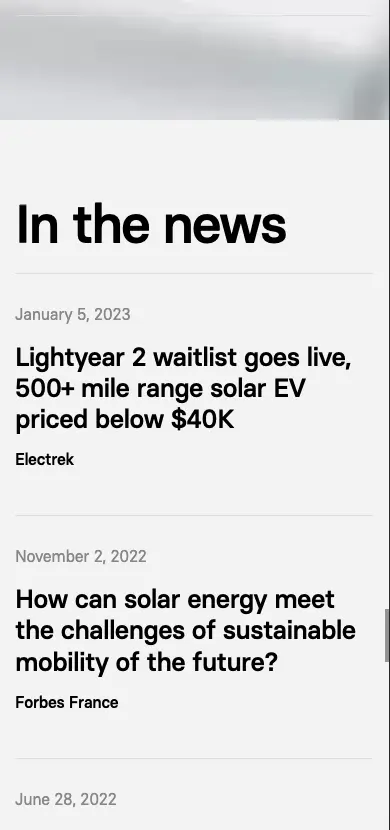 In the news
January 5, 2023
Lightyear 2 waitlist goes live,
500+ mile range solar EV
priced below $40K
Electrek
November 2, 2022
How can solar energy meet
the challenges of sustainable
mobility of the future?
Forbes France
June 28, 2022